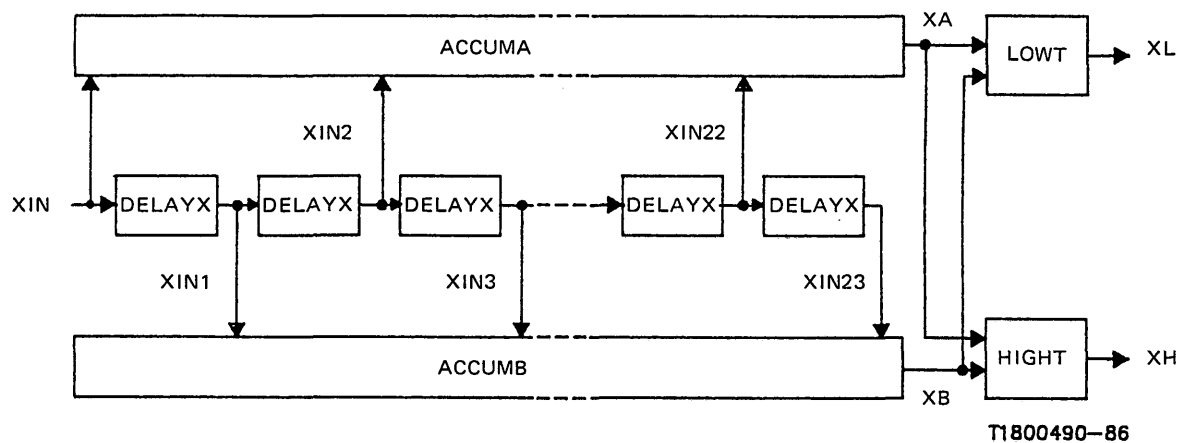 XA
ACCUMA
LOWT
XL
XIN2
XIN22
XIN
DELAYX
DELAYX
DELAYX
DELAYX
DELAYX
XIN1
XIN3
XIN23
ACCUMB
HIGHT
XH
XB
T1800490-86